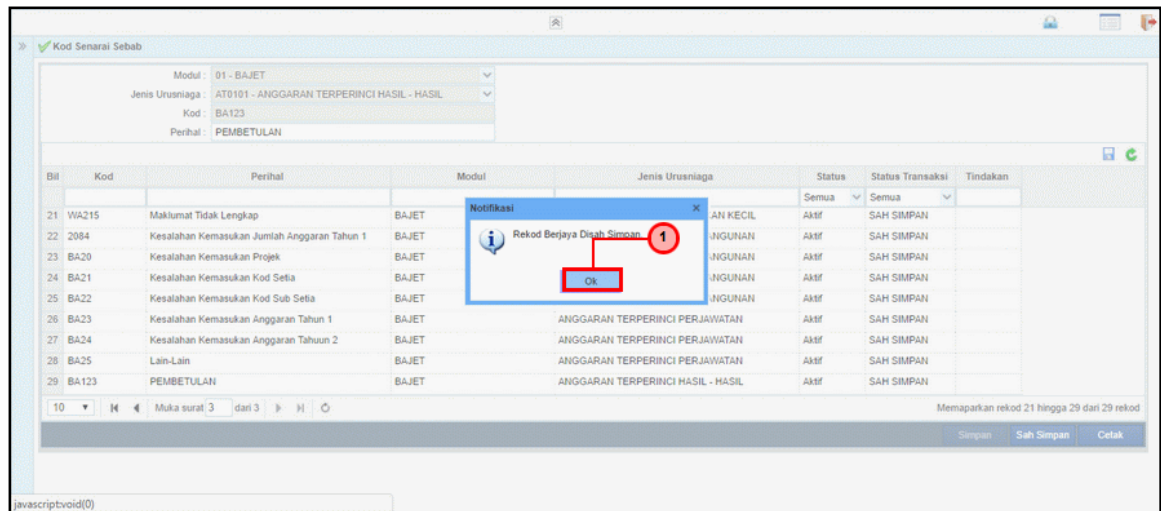 Kod Senarai Sebab
Modul : 01 - BAJET
Jenis Urusniaga : AT0101 - ANGGARAN TERPERINCI HASIL - HASIL
Kod : BA123
Perihal : PEMBETULAN
Bil Kod Perihal Modul Jenis Urusniaga Status Status Transaksi Tindakan
Semua Semua
21 WA215 Maklumat Tidak Lengkap BAJET AN KECIL Aktif SAH SIMPAN
22 2084 Kesalahan Kemasukan Jumlah Anggaran Tahun 1 BAJET ANGUNAN Aktif SAH SIMPAN
23 BA20 Kesalahan Kemasukan Projek BAJET NGUNAN Aktif SAH SIMPAN
24 BA21 Kesalahan Kemasukan Kod Setia BAJET ANGUNAN Aktif SAH SIMPAN
25 BA22 Kesalahan Kemasukan Kod Sub Setia BAJET NGUNAN Aktif SAH SIMPAN
26 BA23 Kesalahan Kemasukan Anggaran Tahun 1 BAJET ANGGARAN TERPERINCI PERJAWATAN Aktif SAH SIMPAN
27 BA24 Kesalahan Kemasukan Anggaran Tahuun 2 BAJET ANGGARAN TERPERINCI PERJAWATAN Aktif SAH SIMPAN
28 BA25 Lain-Lain BAJET ANGGARAN TERPERINCI PERJAWATAN Aktif SAH SIMPAN
29 BA123 PEMBETULAN BAJET ANGGARAN TERPERINCI HASIL - HASIL Aktif SAH SIMPAN
Notifikasi
Rekod Berjaya Disah Simpan.
1
Ok
10 Muka surat 3 dari 3 Memaparkan rekod 21 hingga 29 dari 29 rekod
Simpan Sah Simpan Cetak
javascript:void(0)